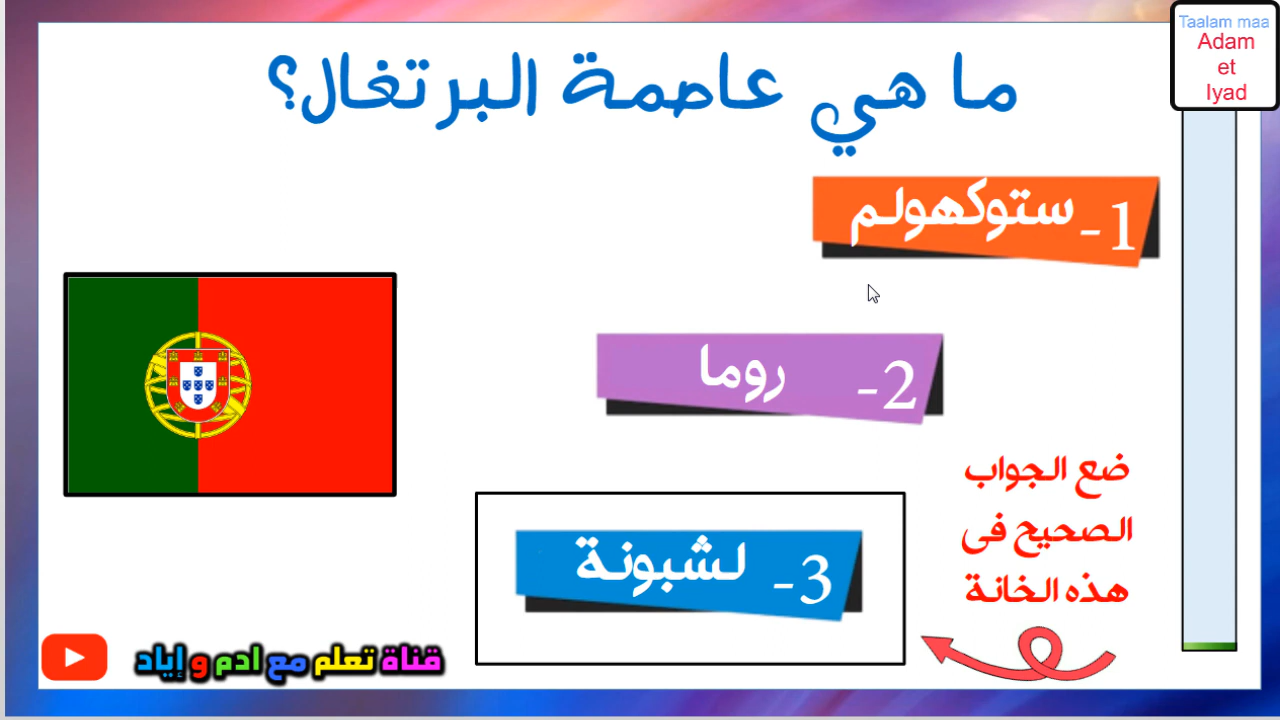 Taalam maa
Adam
et
Iyad
ما هي عاصمة البرتغال؟
1- ستوكهولم
2- روما
3- لشبونة
ضع الجواب
الصحيح فى
هذه الخانة
قناة تعلم مع ادم و إياد